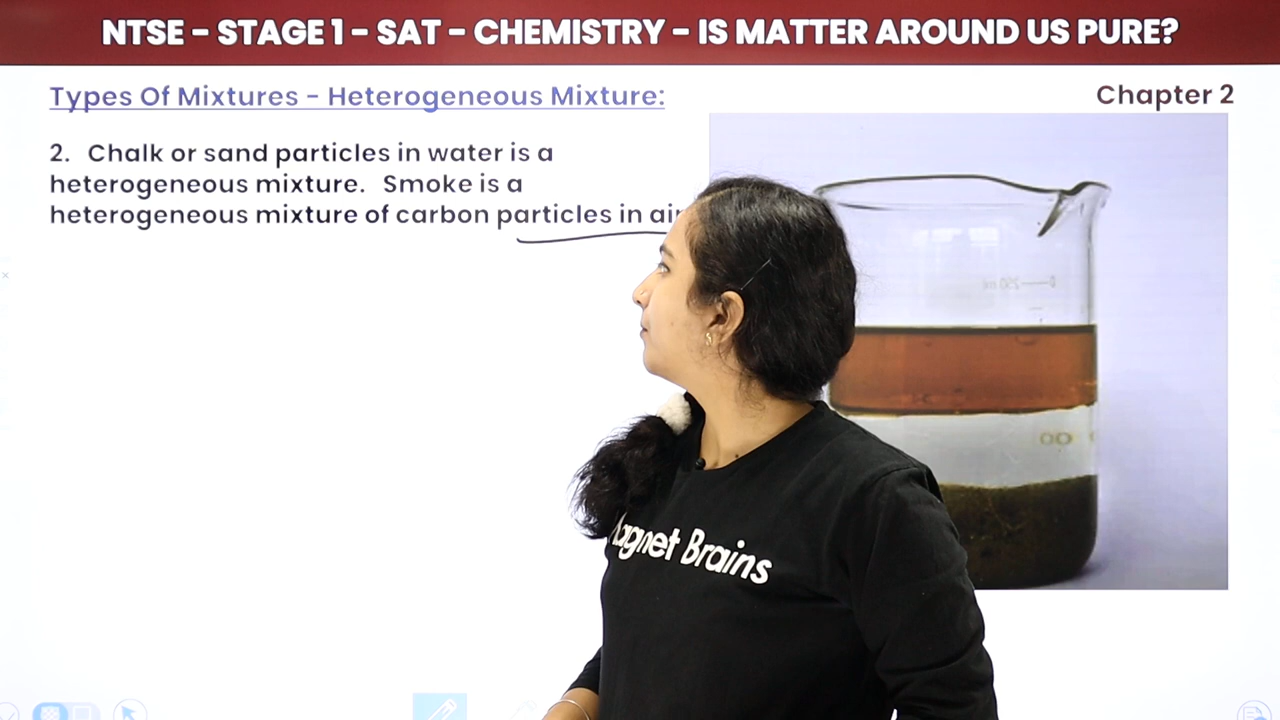 NTSE – STAGE 1 – SAT – CHEMISTRY – IS MATTER AROUND US PURE?
Types Of Mixtures – Heterogeneous Mixture:
Chapter 2
2. Chalk or sand particles in water is a
heterogeneous mixture. Smoke is a
heterogeneous mixture of carbon particles in air
Magnet Brains